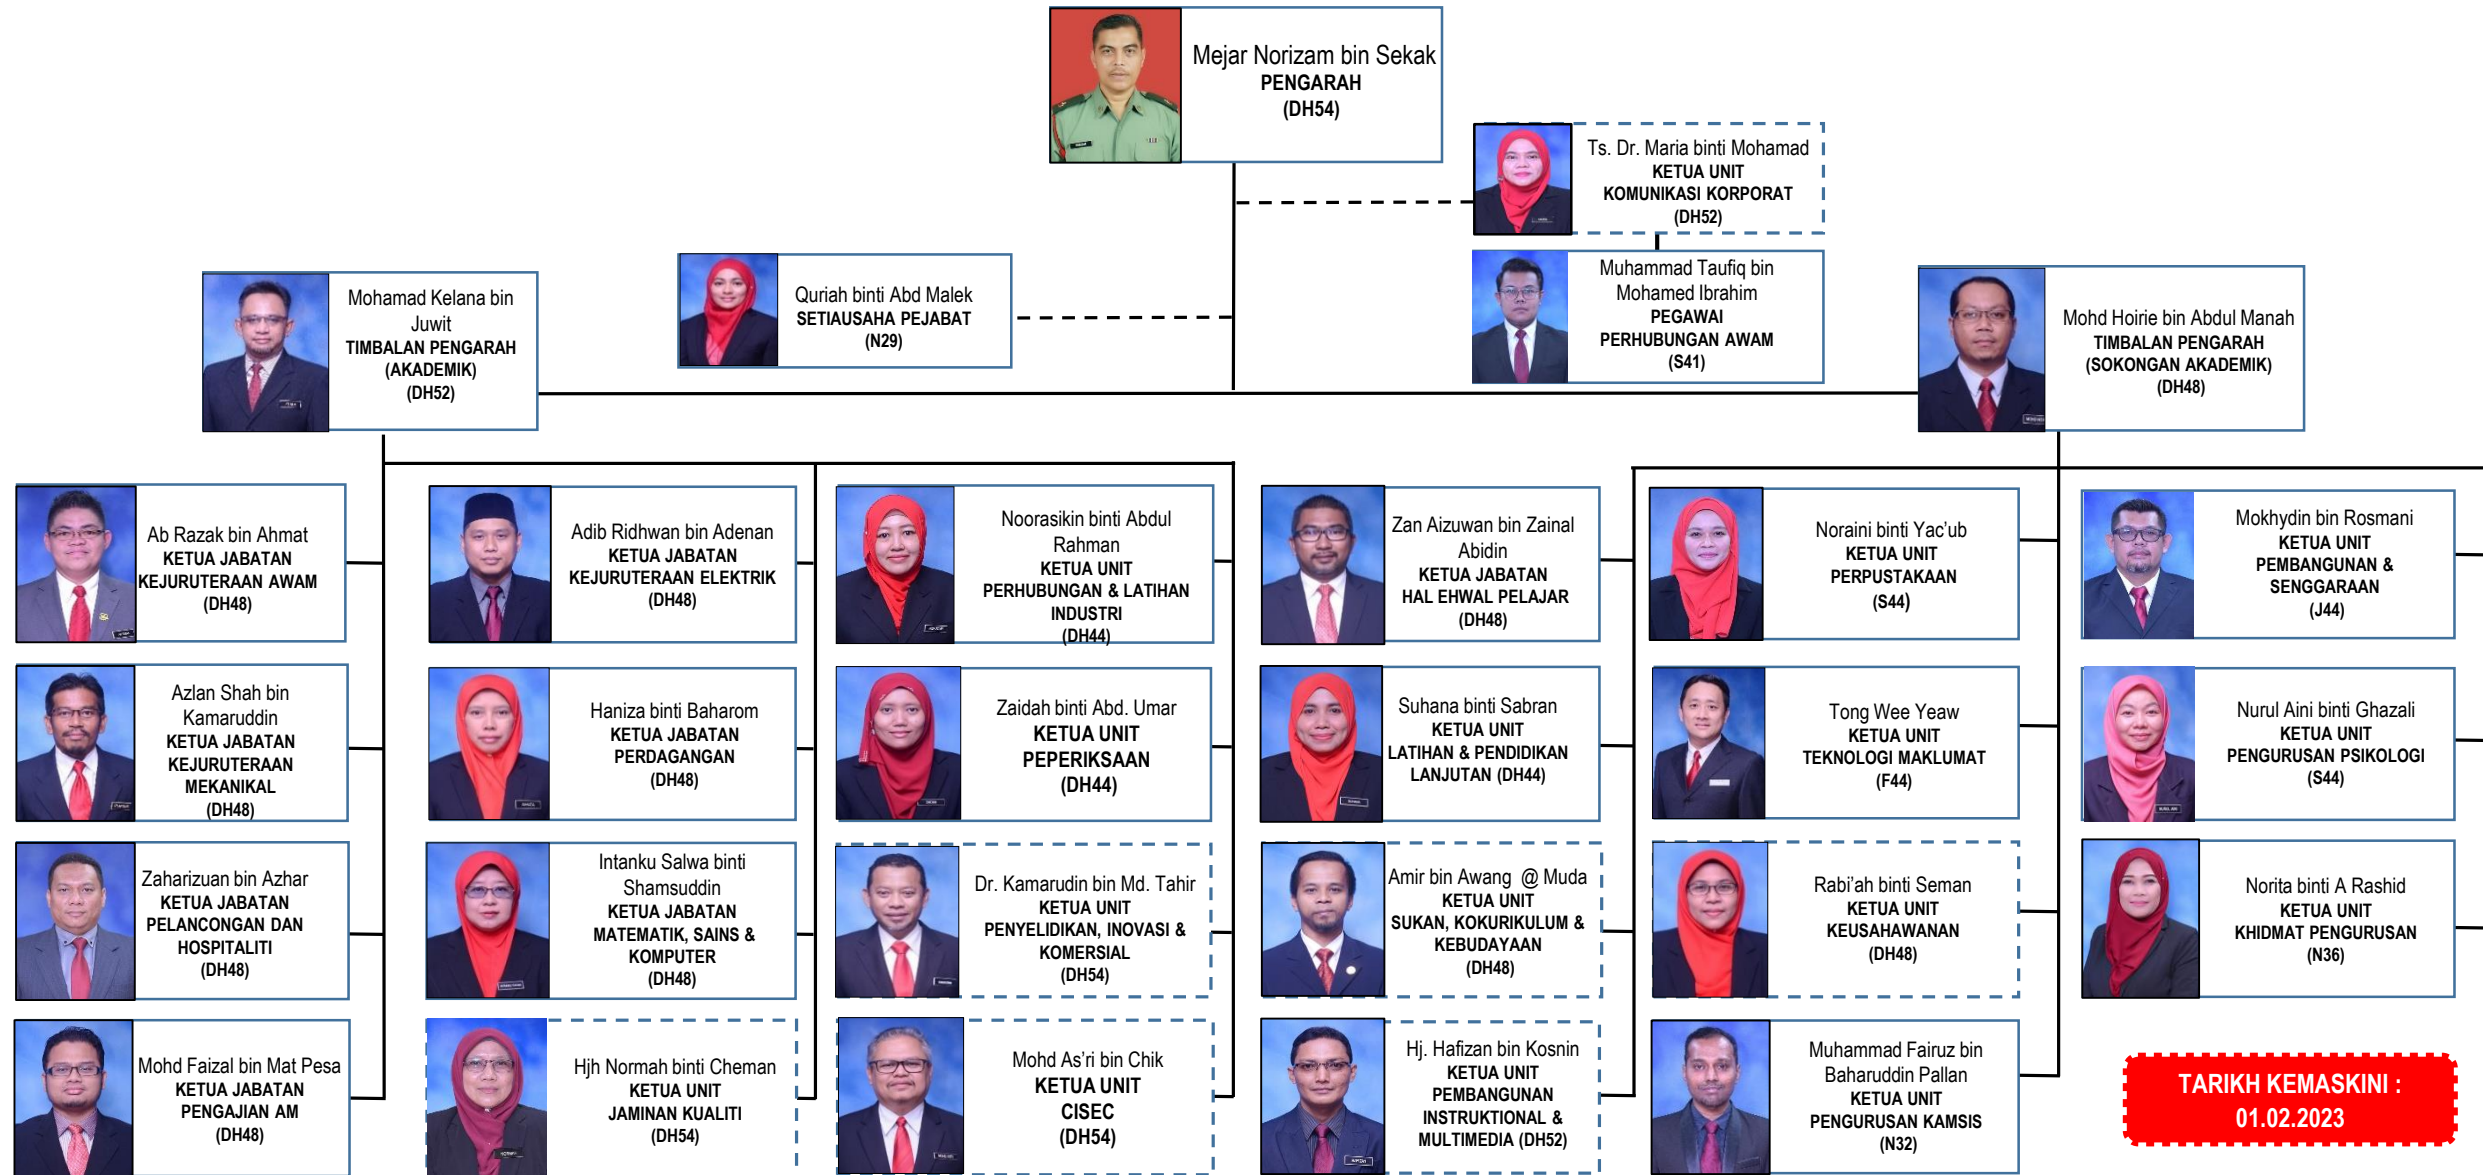 Mejar Norizam bin Sekak
PENGARAH
(DH54)
Ts. Dr. Maria binti Mohamad
KETUA UNIT
KOMUNIKASI KORPORAT
(DH52)
Quriah binti Abd Malek
SETIAUSAHA PEJABAT
(N29)
Muhammad Taufiq bin
Mohamed Ibrahim
PEGAWAI
PERHUBUNGAN AWAM
(S41)
Mohamad Kelana bin
Juwit
TIMBALAN PENGARAH
(AKADEMIK)
(DH52)
Mohd Hoirie bin Abdul Manah
TIMBALAN PENGARAH
(SOKONGAN AKADEMIK)
(DH48)
Ab Razak bin Ahmat
KETUA JABATAN
KEJURUTERAAN AWAM
(DH48)
Adib Ridhwan bin Adenan
KETUA JABATAN
KEJURUTERAAN ELEKTRIK
(DH48)
Noorasikin binti Abdul
Rahman
KETUA UNIT
PERHUBUNGAN & LATIHAN
INDUSTRI
(DH44)
Zan Aizuwan bin Zainal
Abidin
KETUA JABATAN
HAL EHWAL PELAJAR
(DH48)
Noraini binti Yac'ub
KETUA UNIT
PERPUSTAKAAN
(S44)
Mokhydin bin Rosmani
KETUA UNIT
PEMBANGUNAN &
SENGGARAAN
(J44)
Azlan Shah bin
Kamaruddin
KETUA JABATAN
KEJURUTERAAN
MEKANIKAL
(DH48)
Haniza binti Baharom
KETUA JABATAN
PERDAGANGAN
(DH48)
Zaidah binti Abd. Umar
KETUA UNIT
PEPERIKSAAN
(DH44)
Suhana binti Sabran
KETUA UNIT
LATIHAN & PENDIDIKAN
LANJUTAN (DH44)
Tong Wee Yeaw
KETUA UNIT
TEKNOLOGI MAKLUMAT
(F44)
Nurul Aini binti Ghazali
KETUA UNIT
PENGURUSAN PSIKOLOGI
(S44)
Zaharizuan bin Azhar
KETUA JABATAN
PELANCONGAN DAN
HOSPITALITI
(DH48)
Intanku Salwa binti
Shamsuddin
KETUA JABATAN
MATEMATIK, SAINS &
KOMPUTER
(DH48)
Dr. Kamarudin bin Md. Tahir
KETUA UNIT
PENYELIDIKAN, INOVASI &
KOMERSIAL
(DH54)
Amir bin Awang @ Muda
KETUA UNIT
SUKAN, KOKURIKULUM &
KEBUDAYAAN
(DH48)
Rabi'ah binti Seman
KETUA UNIT
KEUSAHAWANAN
(DH48)
Norita binti A Rashid
KETUA UNIT
KHIDMAT PENGURUSAN
(N36)
Mohd Faizal bin Mat Pesa
KETUA JABATAN
PENGAJIAN AM
(DH48)
Hjh Normah binti Cheman
KETUA UNIT
JAMINAN KUALITI
(DH54)
Mohd As'ri bin Chik
KETUA UNIT
CISEC
(DH54)
Hj. Hafizan bin Kosnin
KETUA UNIT
PEMBANGUNAN
INSTRUKTIONAL &
MULTIMEDIA (DH52)
Muhammad Fairuz bin
Baharuddin Pallan
KETUA UNIT
PENGURUSAN KAMSIS
(N32)
TARIKH KEMASKINI :
01.02.2023